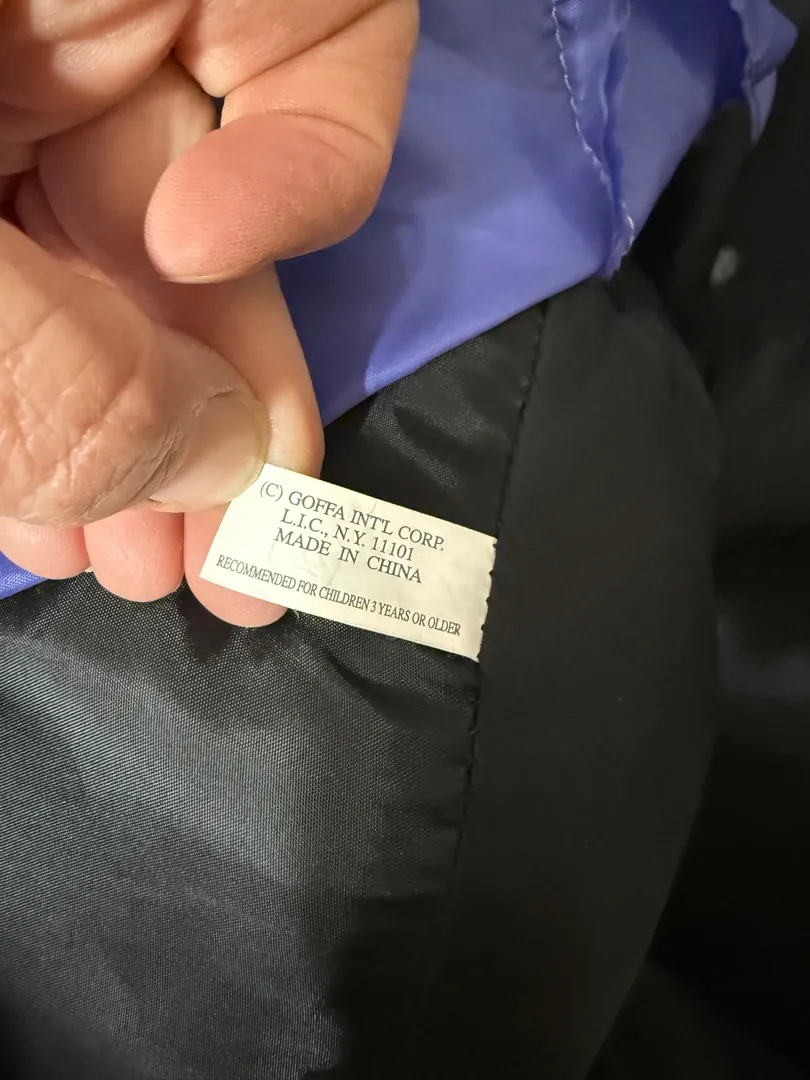 (C) GOFFA INT'L CORP.
L.I.C., N.Y. 11101
MADE IN CHINA
RECOMMENDED FOR CHILDREN 3 YEARS OR OLDER